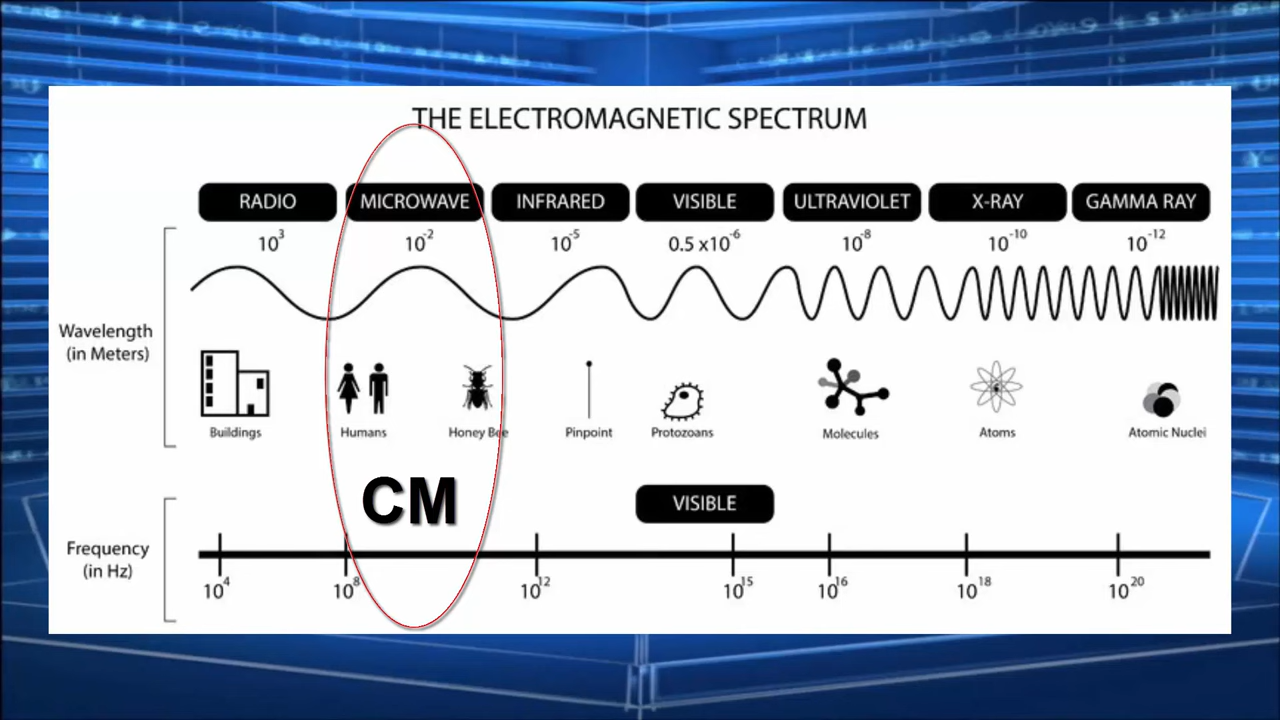 THE ELECTROMAGNETIC SPECTRUM
RADIO MICROWAVE INFRARED VISIBLE ULTRAVIOLET X-RAY GAMMA RAY
10³ 10⁻² 10⁻⁵ 0.5 x10⁻⁶ 10⁻⁸ 10⁻¹⁰ 10⁻¹²
Wavelength
(in Meters)
Buildings Humans Honey Bee Pinpoint Protozoans Molecules Atoms Atomic Nuclei
CM
VISIBLE
Frequency
(in Hz)
10⁴ 10⁸ 10¹² 10¹⁵ 10¹⁶ 10¹⁸ 10²⁰